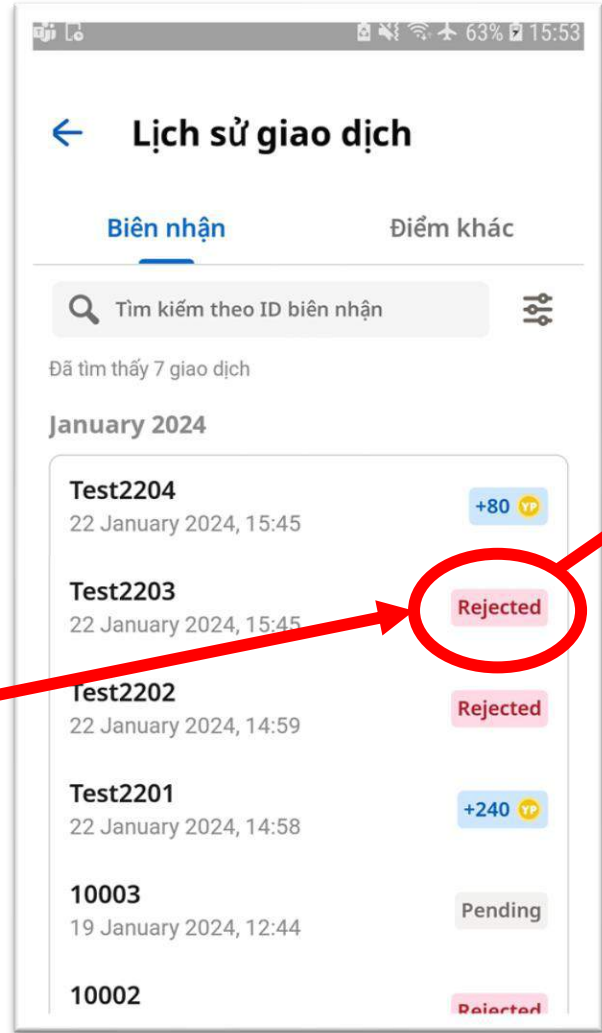 63% 15:53
Lịch sử giao dịch
Biên nhận Điểm khác
Tìm kiếm theo ID biên nhận
Đã tìm thấy 7 giao dịch
January 2024
Test2204
+80 YP
22 January 2024, 15:45
Test2203
Rejected
22 January 2024, 15:45
Test2202
Rejected
22 January 2024, 14:59
Test2201
+240 YP
22 January 2024, 14:58
10003
Pending
19 January 2024, 12:44
10002
Rejected